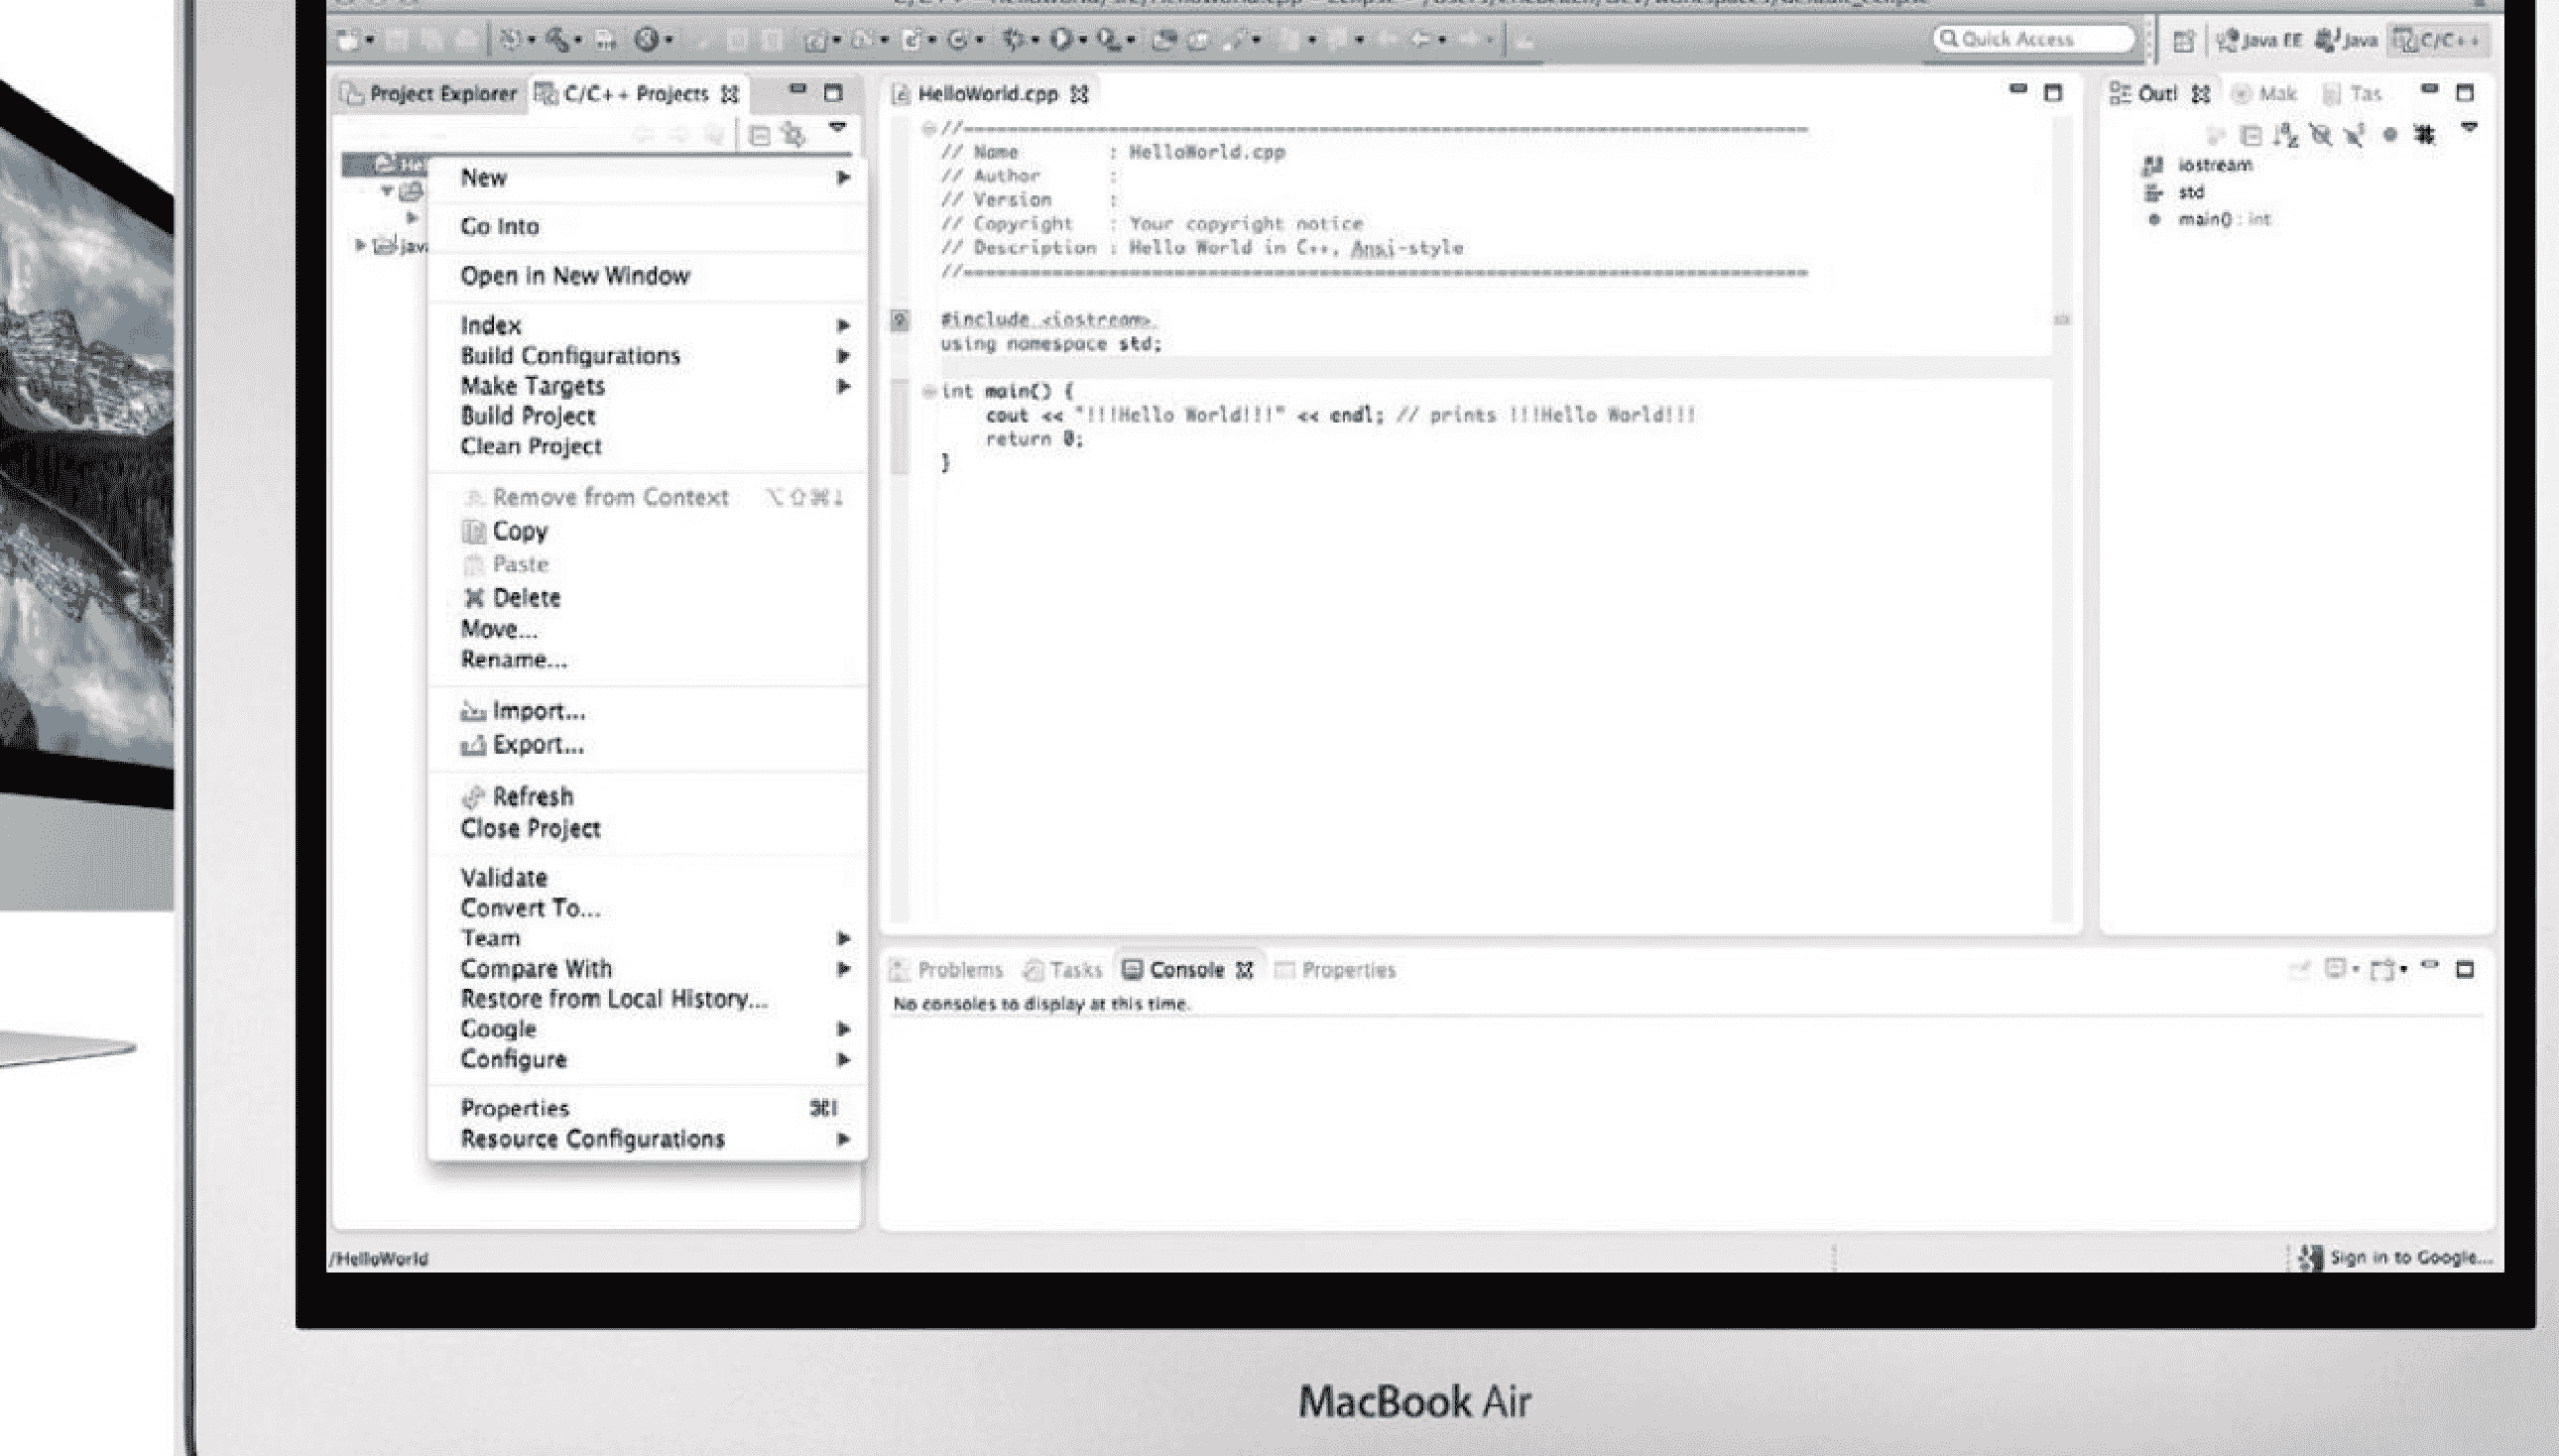 Quick Access
Java EE
Java
C/C++
Project Explorer
C/C++ Projects
HelloWorld.cpp
Outl
Mak
Tas
//
// Name : HelloWorld.cpp
// Author :
// Version :
// Copyright : Your copyright notice
// Description : Hello World in C++, Ansi-style
//
#include <iostream>
using namespace std;
int main() {
cout << "!!!Hello World!!!" << endl; // prints !!!Hello World!!!
return 0;
}
iostream
std
main() : int
New
Go Into
Open in New Window
Index
Build Configurations
Make Targets
Build Project
Clean Project
Remove from Context
Copy
Paste
Delete
Move...
Rename...
Import...
Export...
Refresh
Close Project
Validate
Convert To...
Team
Compare With
Restore from Local History...
Google
Configure
Properties ⌘I
Resource Configurations
Problems
Tasks
Console
Properties
No consoles to display at this time.
/HelloWorld
Sign in to Google...
MacBook Air